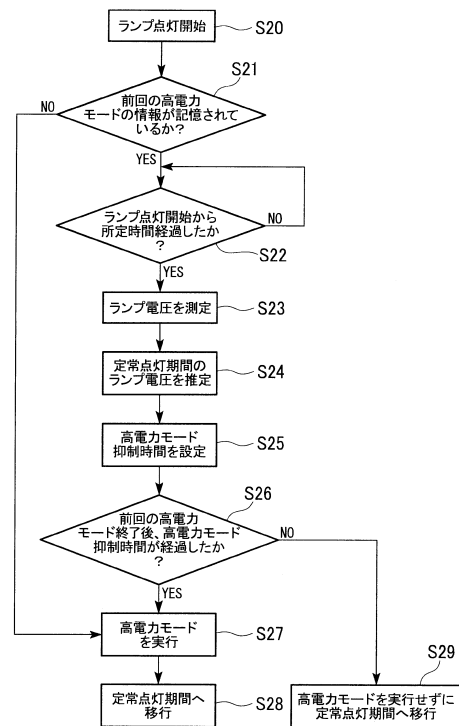 ランプ点灯開始
S20
S21
前回の高電力
モードの情報が記憶されて
いるか?
NO
YES
ランプ点灯開始から
所定時間経過したか
?
NO
S22
YES
ランプ電圧を測定
S23
定常点灯期間の
ランプ電圧を推定
S24
高電力モード
抑制時間を設定
S25
S26
前回の高電力
モード終了後、高電力モード
抑制時間が経過したか
?
NO
YES
高電力モード
を実行
S27
定常点灯期間へ
移行
S28
S29
高電力モードを実行せずに
定常点灯期間へ移行